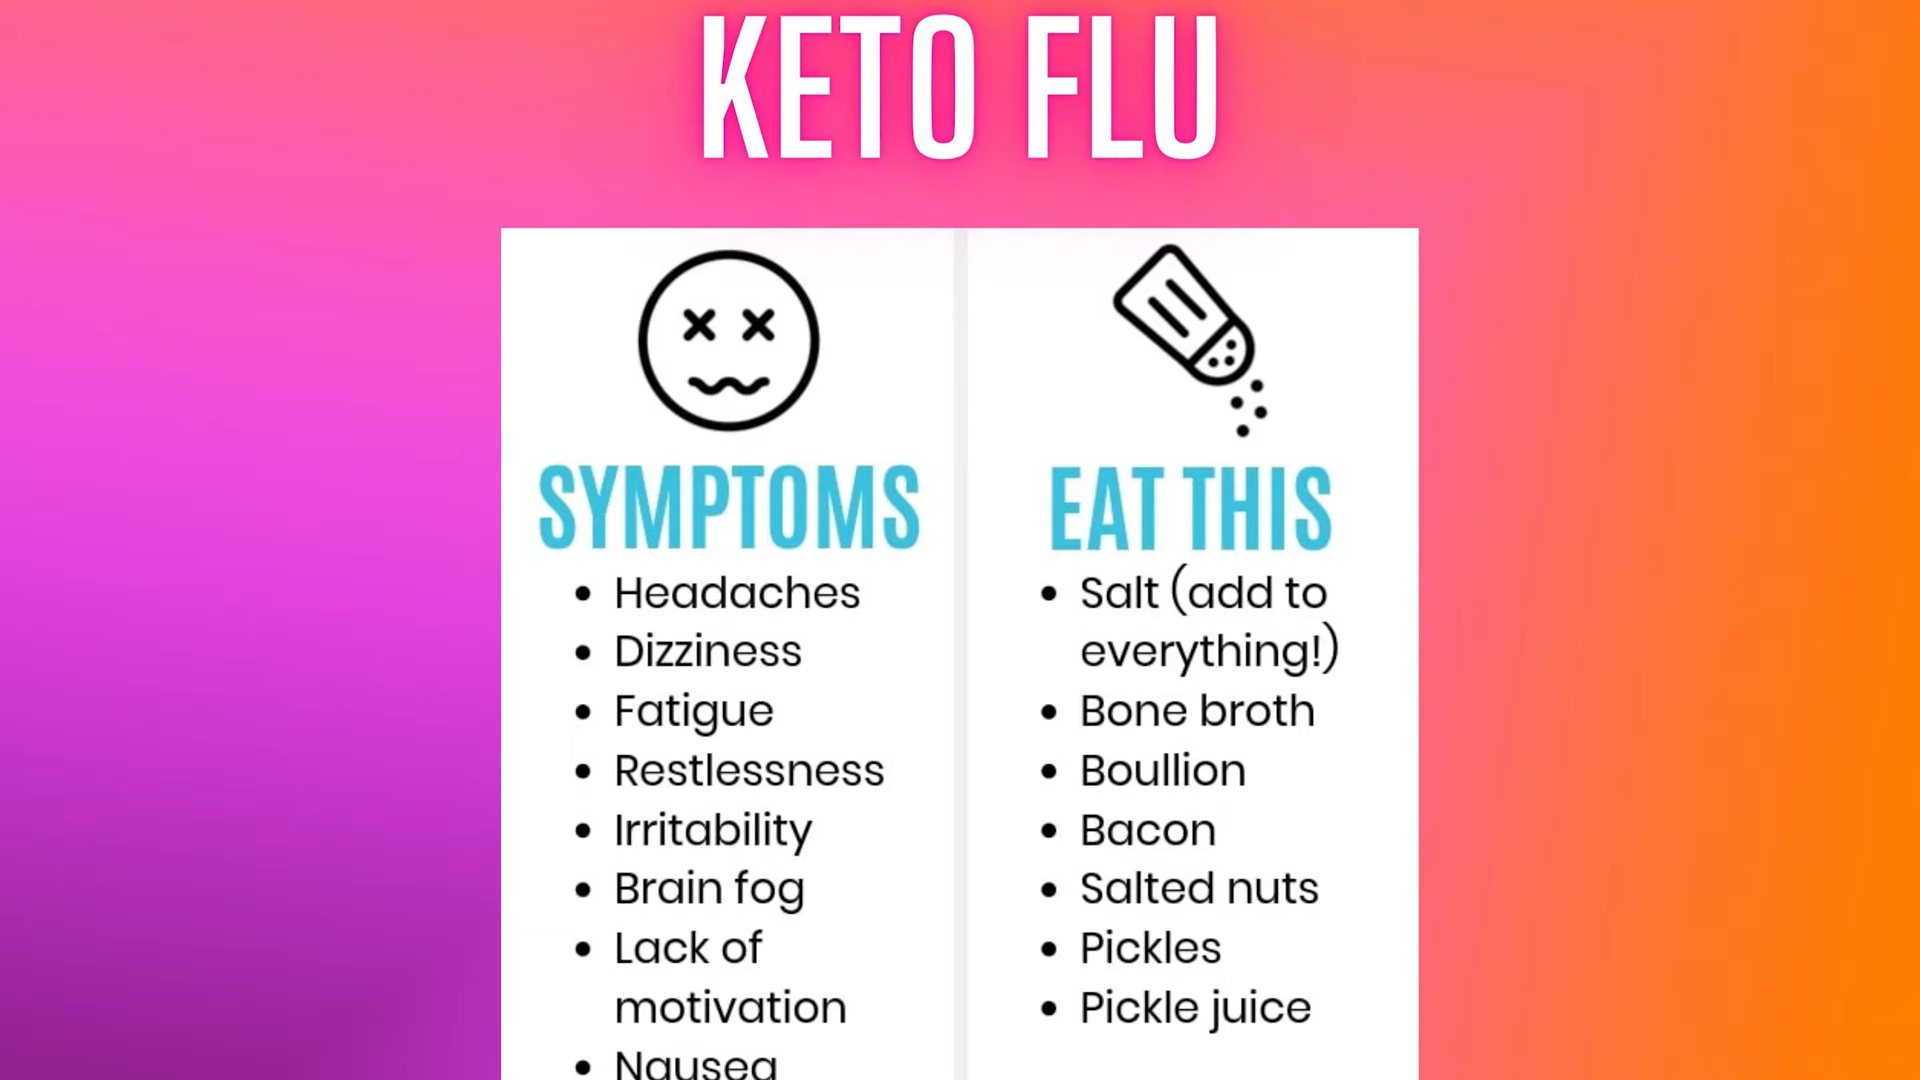 KETO FLU
SYMPTOMS
• Headaches
• Dizziness
• Fatigue
• Restlessness
• Irritability
• Brain fog
• Lack of
motivation
• Nausea
EAT THIS
• Salt (add to
everything!)
• Bone broth
• Boullion
• Bacon
• Salted nuts
• Pickles
• Pickle juice